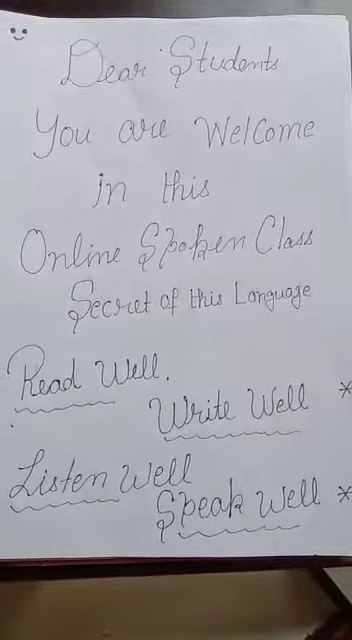 Dear Students
You are Welcome
in this
Online Spoken Class
Secret of this Language
Read Well.
Write Well *
Listen Well
Speak Well *